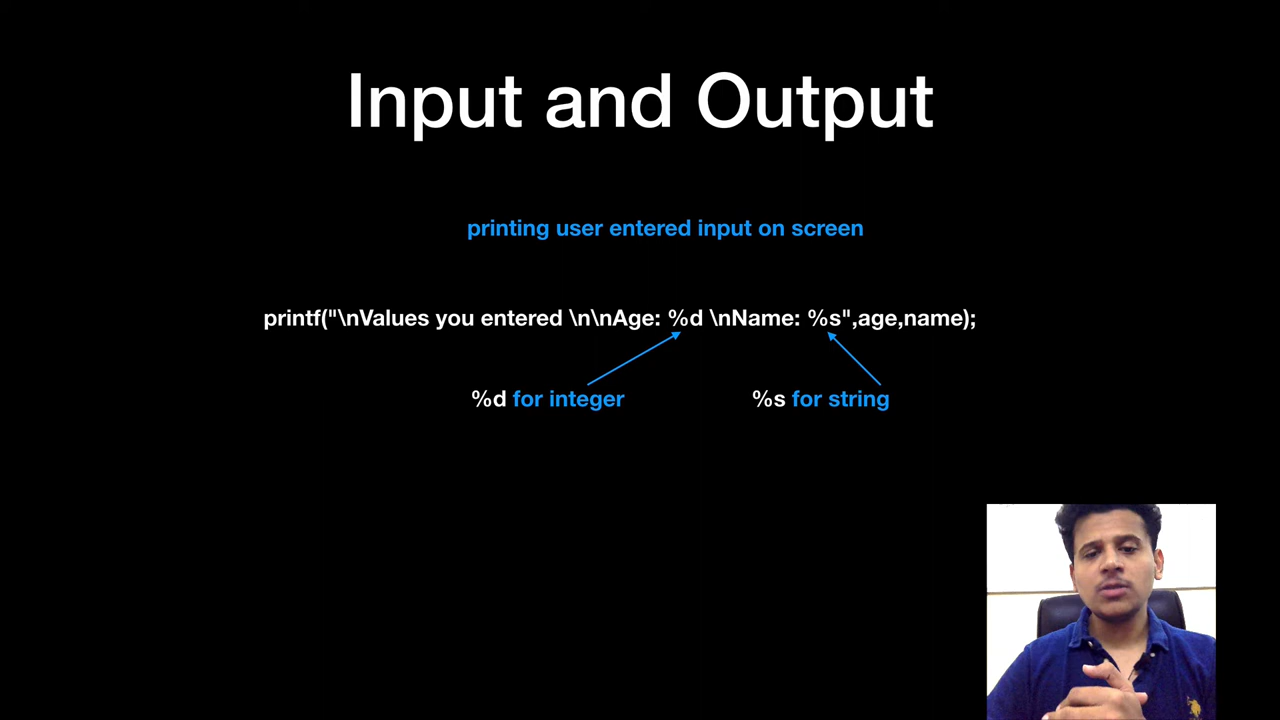 Input and Output
printing user entered input on screen
printf("\nValues you entered \n\nAge: %d \nName: %s",age,name);
%d for integer
%s for string